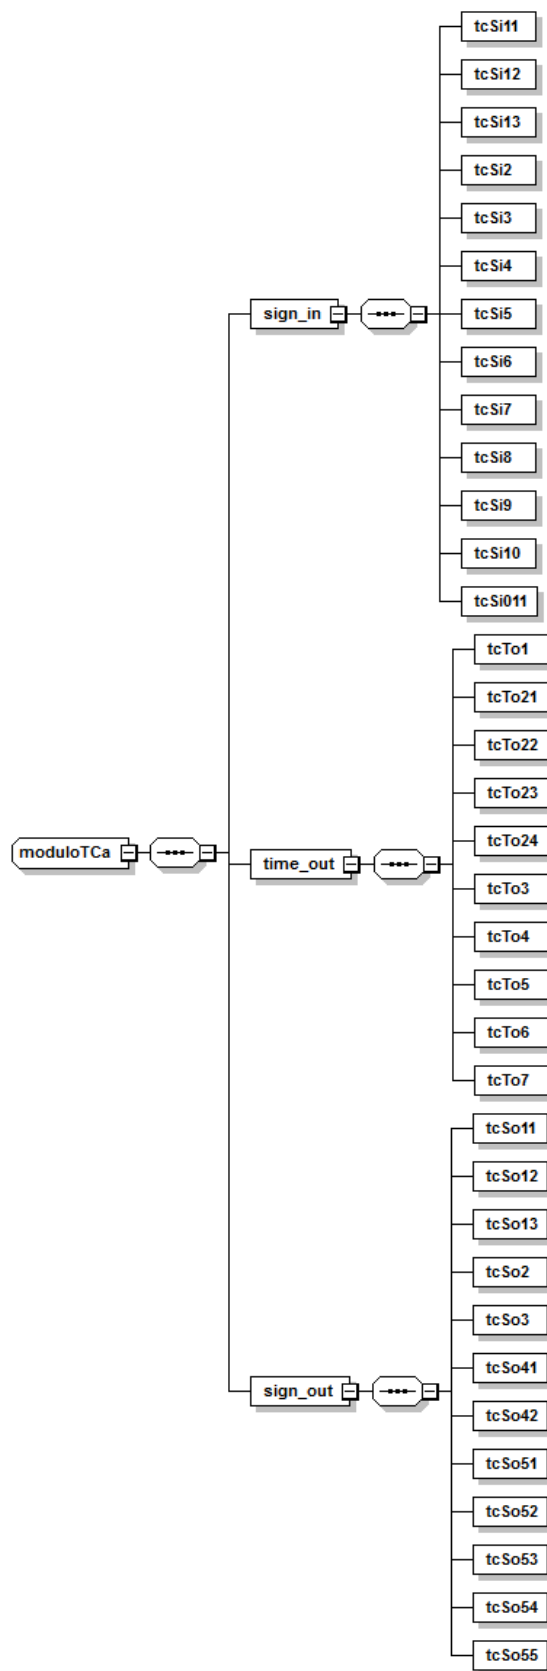 tcSi11
tcSi12
tcSi13
tcSi2
tcSi3
tcSi4
sign_in
tcSi5
tcSi6
tcSi7
tcSi8
tcSi9
tcSi10
tcSi011
tcTo1
tcTo21
tcTo22
tcTo23
tcTo24
moduloTCa
time_out
tcTo3
tcTo4
tcTo5
tcTo6
tcTo7
tcSo11
tcSo12
tcSo13
tcSo2
tcSo3
tcSo41
sign_out
tcSo42
tcSo51
tcSo52
tcSo53
tcSo54
tcSo55